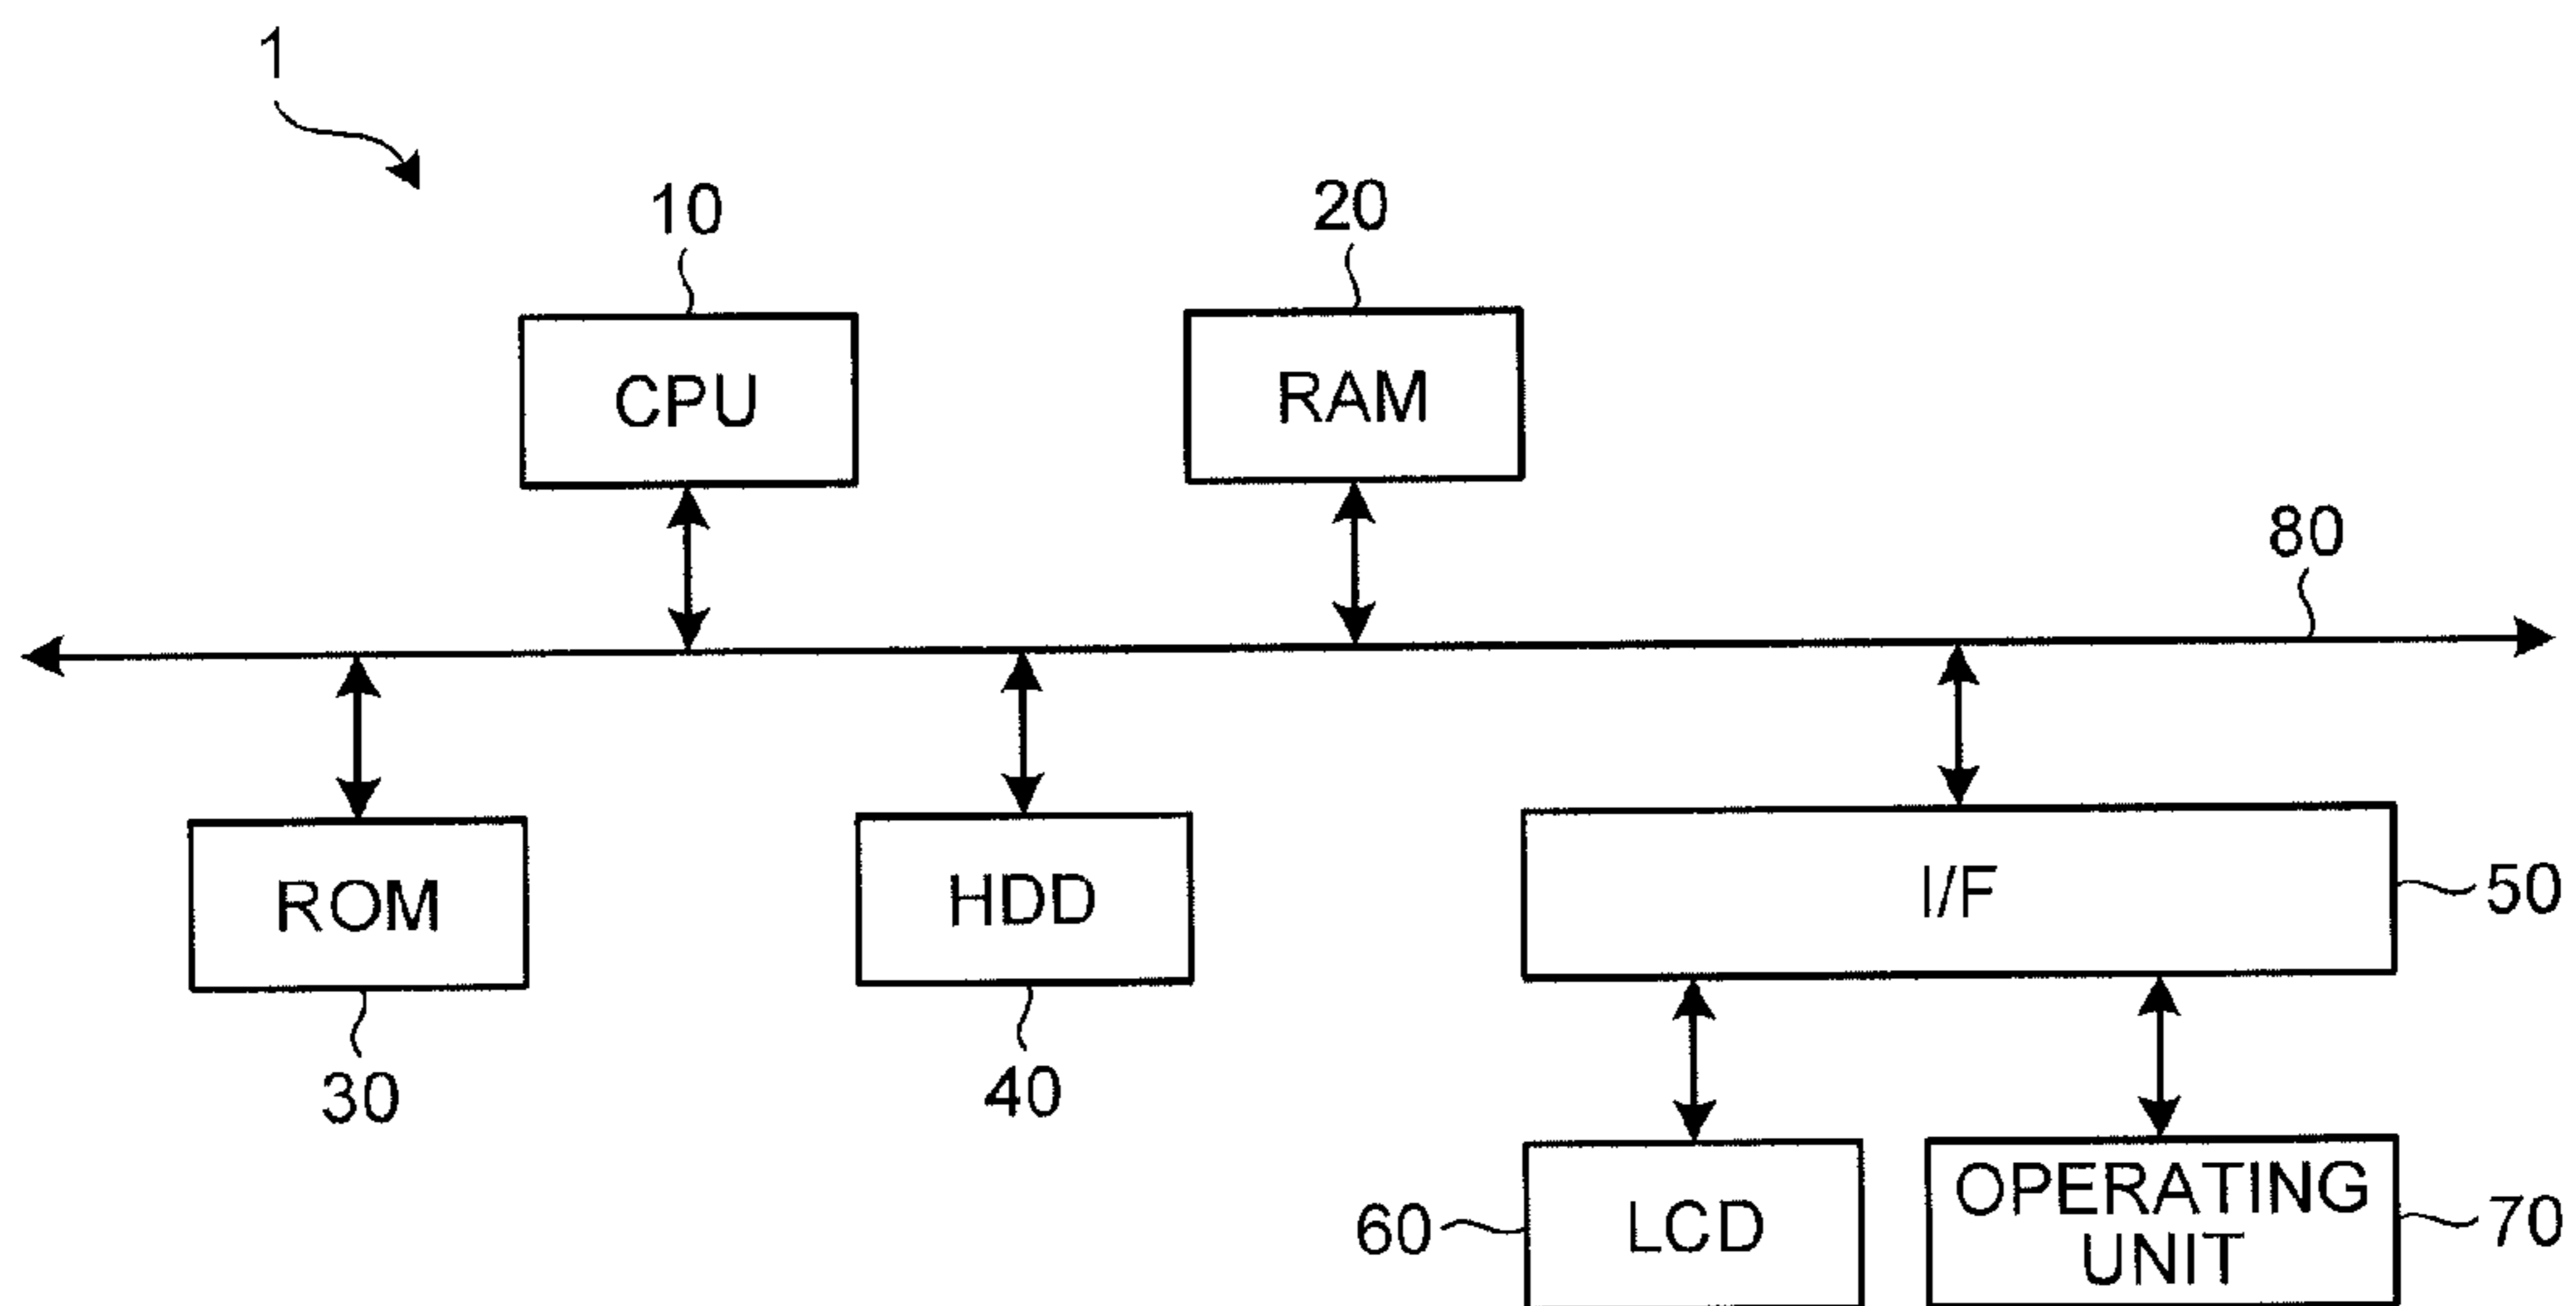 1
10
20
CPU
RAM
80
ROM
HDD
I/F
50
30
40
60
LCD
OPERATING
UNIT
70